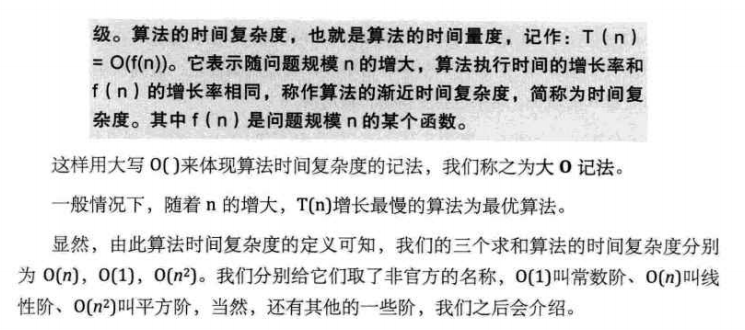 级。算法的时间复杂度，也就是算法的时间量度，记作：T（n）
= O(f(n))。它表示随问题规模 n 的增大，算法执行时间的增长率和
f（n）的增长率相同，称作算法的渐近时间复杂度，简称为时间复
杂度。其中 f（n）是问题规模 n 的某个函数。
这样用大写 O( )来体现算法时间复杂度的记法，我们称之为大 O 记法。
一般情况下，随着 n 的增大，T(n)增长最慢的算法为最优算法。
显然，由此算法时间复杂度的定义可知，我们的三个求和算法的时间复杂度分别
为 O(n)，O(1)，O(n²)。我们分别给它们取了非官方的名称，O(1)叫常数阶、O(n)叫线
性阶、O(n²)叫平方阶，当然，还有其他的一些阶，我们之后会介绍。